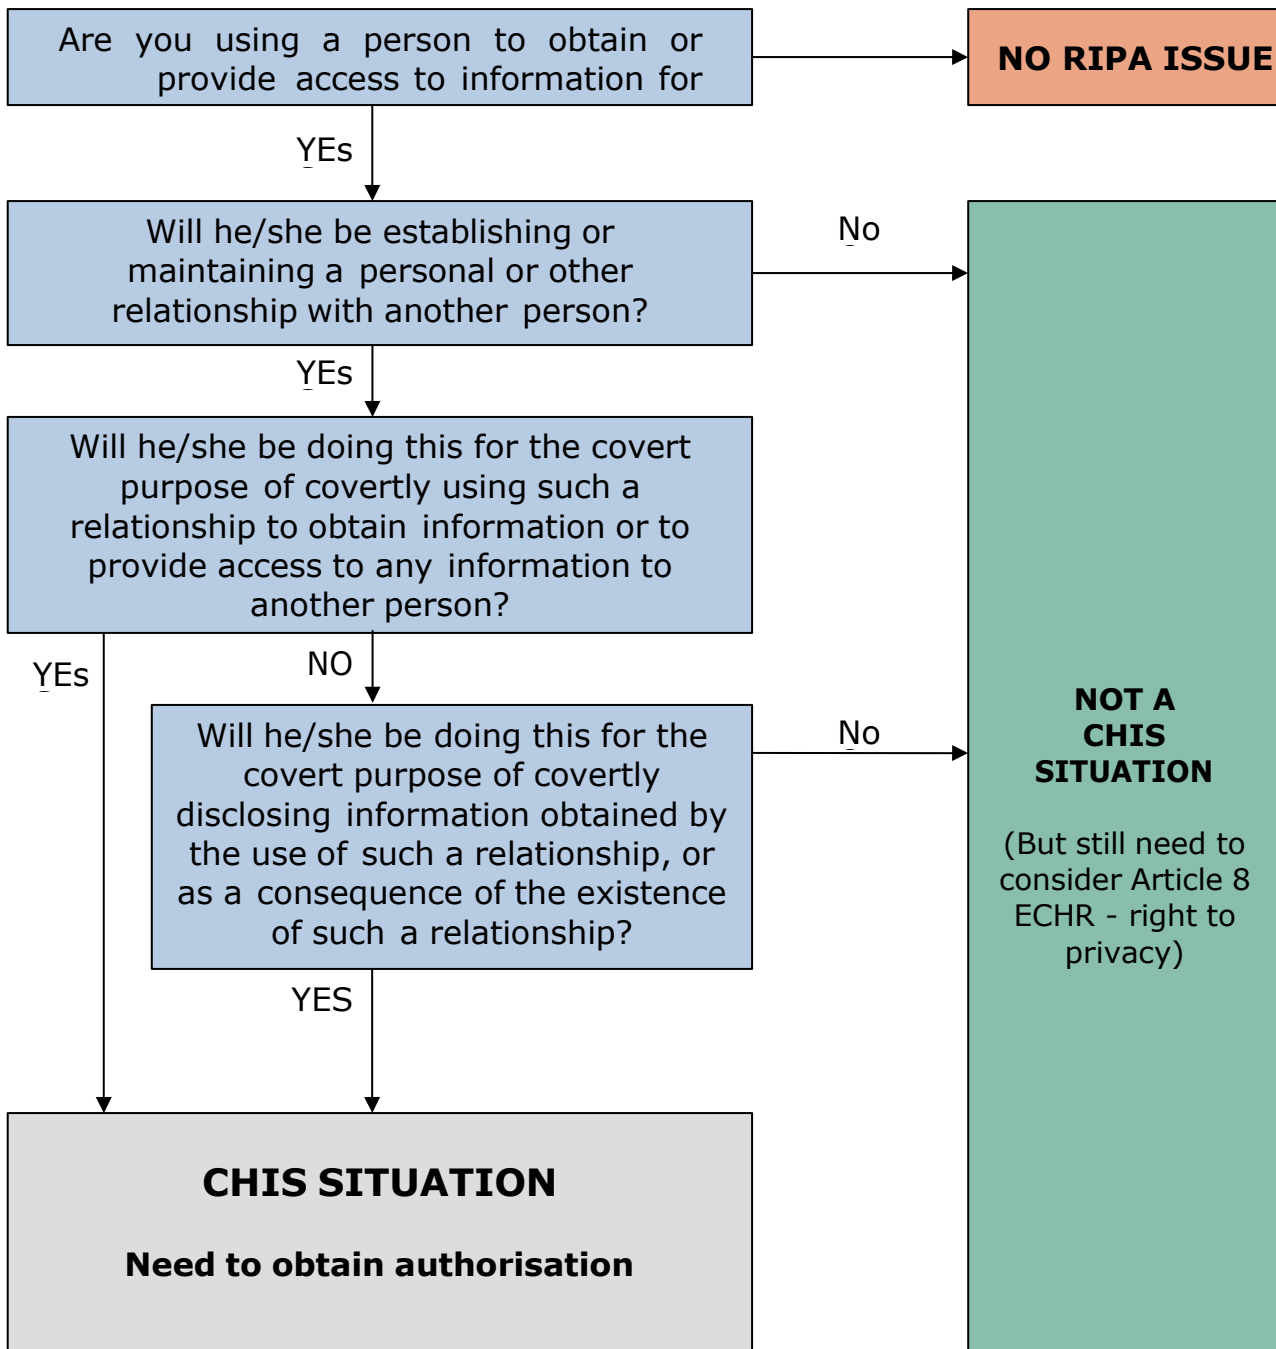 Are you using a person to obtain or
provide access to information for
NO RIPA ISSUE
YEs
Will he/she be establishing or
maintaining a personal or other
relationship with another person?
No
YEs
Will he/she be doing this for the covert
purpose of covertly using such a
relationship to obtain information or to
provide access to any information to
another person?
YEs
NO
Will he/she be doing this for the
covert purpose of covertly
disclosing information obtained by
the use of such a relationship, or
as a consequence of the existence
of such a relationship?
No
NOT A
CHIS
SITUATION
(But still need to
consider Article 8
ECHR - right to
privacy)
YES
CHIS SITUATION
Need to obtain authorisation